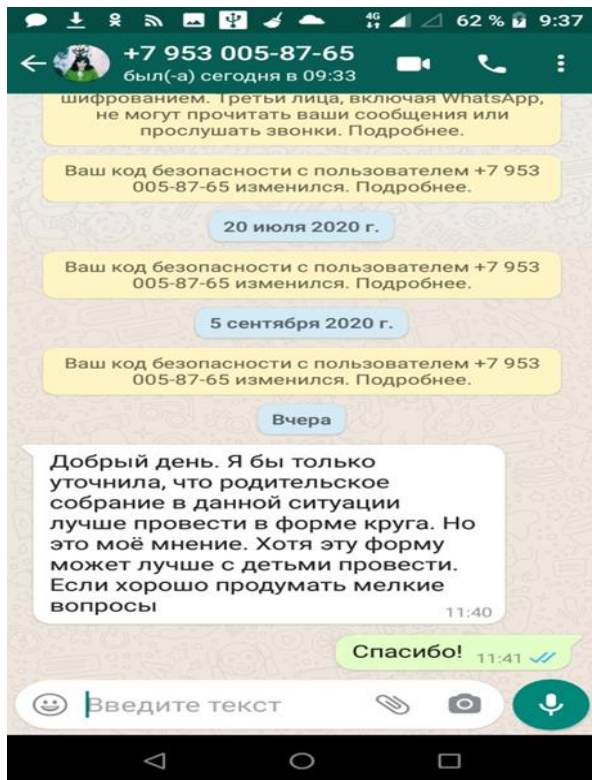 4G 62 % 9:37
+7 953 005-87-65
был(-а) сегодня в 09:33
шифрованием. Третьи лица, включая WhatsApp,
не могут прочитать ваши сообщения или
прослушать звонки. Подробнее.
Ваш код безопасности с пользователем +7 953
005-87-65 изменился. Подробнее.
20 июля 2020 г.
Ваш код безопасности с пользователем +7 953
005-87-65 изменился. Подробнее.
5 сентября 2020 г.
Ваш код безопасности с пользователем +7 953
005-87-65 изменился. Подробнее.
Вчера
Добрый день. Я бы только
уточнила, что родительское
собрание в данной ситуации
лучше провести в форме круга. Но
это моё мнение. Хотя эту форму
может лучше с детьми провести.
Если хорошо продумать мелкие
вопросы
11:40
Спасибо! 11:41
Введите текст